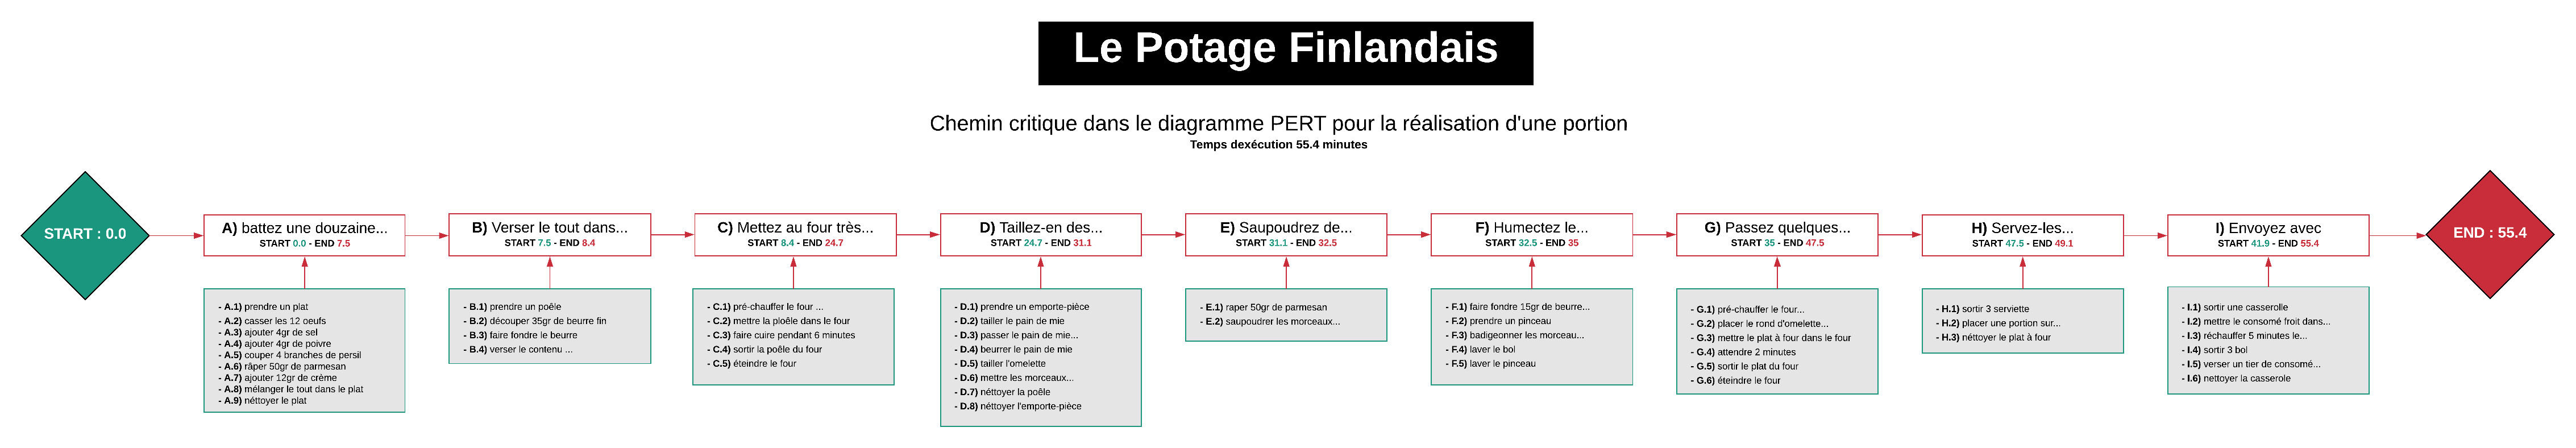 Le Potage Finlandais
Chemin critique dans le diagramme PERT pour la réalisation d'une portion
Temps dexécution 55.4 minutes
START : 0.0
A) battez une douzaine...
START 0.0 - END 7.5
- A.1) prendre un plat
- A.2) casser les 12 oeufs
- A.3) ajouter 4gr de sel
- A.4) ajouter 4gr de poivre
- A.5) couper 4 branches de persil
- A.6) râper 50gr de parmesan
- A.7) ajouter 12gr de crème
- A.8) mélanger le tout dans le plat
- A.9) néttoyer le plat
B) Verser le tout dans...
START 7.5 - END 8.4
- B.1) prendre un poêle
- B.2) découper 35gr de beurre fin
- B.3) faire fondre le beurre
- B.4) verser le contenu ...
C) Mettez au four très...
START 8.4 - END 24.7
- C.1) pré-chauffer le four ...
- C.2) mettre la ploêle dans le four
- C.3) faire cuire pendant 6 minutes
- C.4) sortir la poêle du four
- C.5) éteindre le four
D) Taillez-en des...
START 24.7 - END 31.1
- D.1) prendre un emporte-pièce
- D.2) tailler le pain de mie
- D.3) passer le pain de mie...
- D.4) beurrer le pain de mie
- D.5) tailler l'omelette
- D.6) mettre les morceaux...
- D.7) néttoyer la poêle
- D.8) néttoyer l'emporte-pièce
E) Saupoudrez de...
START 31.1 - END 32.5
- E.1) raper 50gr de parmesan
- E.2) saupoudrer les morceaux...
F) Humectez le...
START 32.5 - END 35
- F.1) faire fondre 15gr de beurre...
- F.2) prendre un pinceau
- F.3) badigeonner les morceau...
- F.4) laver le bol
- F.5) laver le pinceau
G) Passez quelques...
START 35 - END 47.5
- G.1) pré-chauffer le four...
- G.2) placer le rond d'omelette...
- G.3) mettre le plat à four dans le four
- G.4) attendre 2 minutes
- G.5) sortir le plat du four
- G.6) éteindre le four
H) Servez-les...
START 47.5 - END 49.1
- H.1) sortir 3 serviette
- H.2) placer une portion sur...
- H.3) néttoyer le plat à four
I) Envoyez avec
START 41.9 - END 55.4
- I.1) sortir une casserolle
- I.2) mettre le consomé froit dans...
- I.3) réchauffer 5 minutes le...
- I.4) sortir 3 bol
- I.5) verser un tier de consomé...
- I.6) nettoyer la casserole
END : 55.4